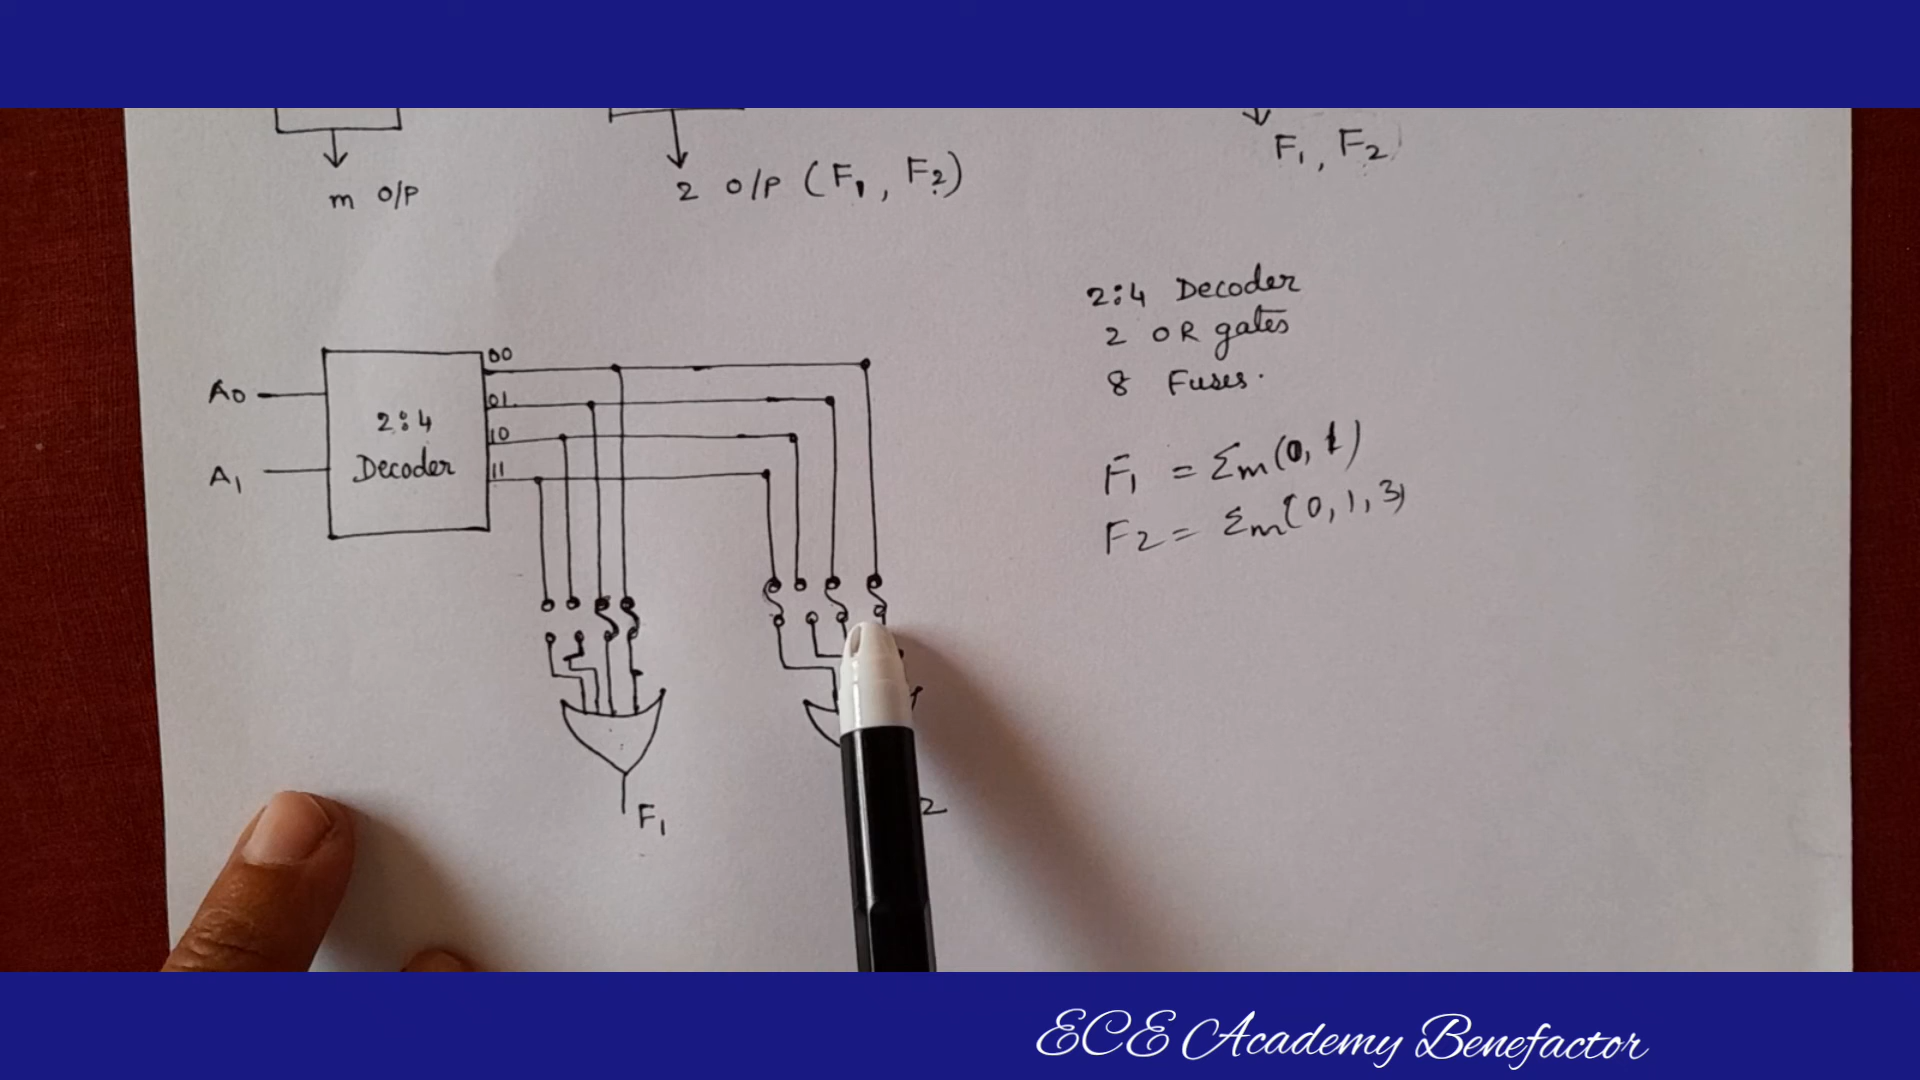 m O/P
2 O/P (F1, F2)
F1, F2
2:4 Decoder
2 OR gates
8 Fuses.
F1 = Σm(0, 1)
F2 = Σm(0, 1, 3)
A0
A1
2:4
Decoder
00
01
10
11
F1
2
ECE Academy Benefactor